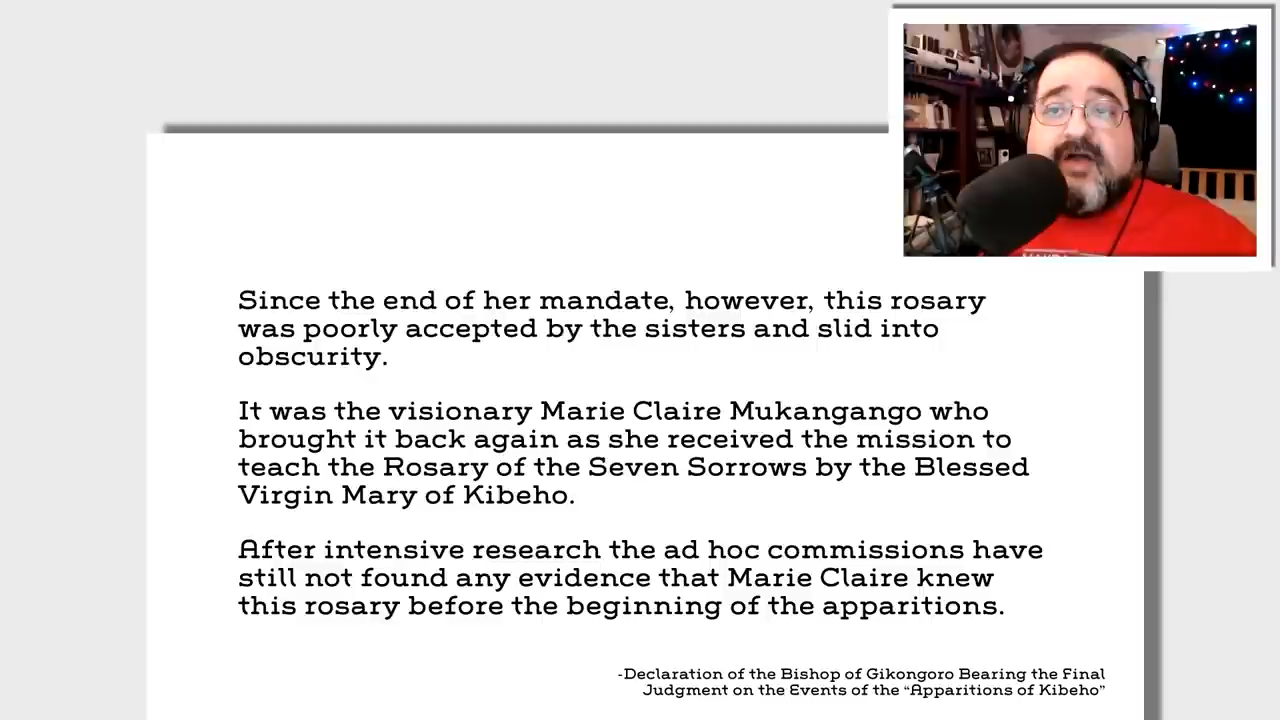 Since the end of her mandate, however, this rosary
was poorly accepted by the sisters and slid into
obscurity.
It was the visionary Marie Claire Mukangango who
brought it back again as she received the mission to
teach the Rosary of the Seven Sorrows by the Blessed
Virgin Mary of Kibeho.
After intensive research the ad hoc commissions have
still not found any evidence that Marie Claire knew
this rosary before the beginning of the apparitions.
-Declaration of the Bishop of Gikongoro Bearing the Final
Judgment on the Events of the “Apparitions of Kibeho”